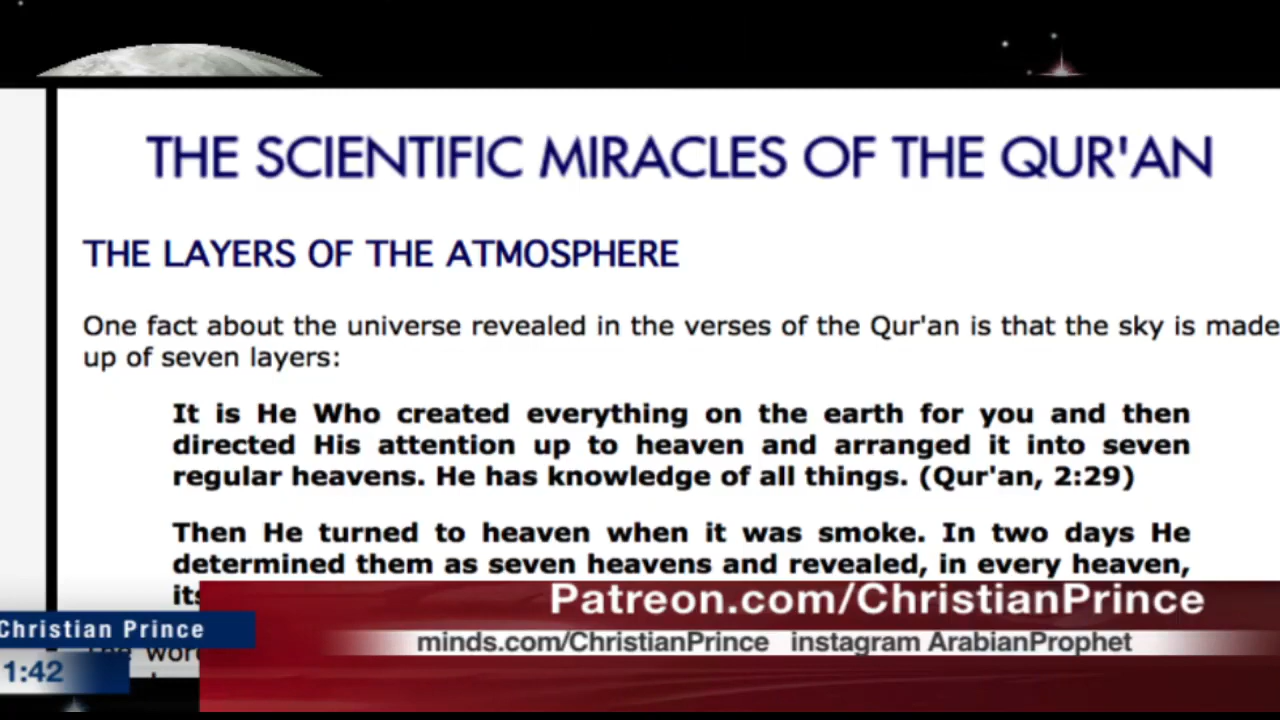 THE SCIENTIFIC MIRACLES OF THE QUR'AN
THE LAYERS OF THE ATMOSPHERE
One fact about the universe revealed in the verses of the Qur'an is that the sky is made
up of seven layers:
It is He Who created everything on the earth for you and then
directed His attention up to heaven and arranged it into seven
regular heavens. He has knowledge of all things. (Qur'an, 2:29)
Then He turned to heaven when it was smoke. In two days He
determined them as seven heavens and revealed, in every heaven,
Patreon.com/ChristianPrince
Christian Prince
minds.com/ChristianPrince instagram ArabianProphet
1:42